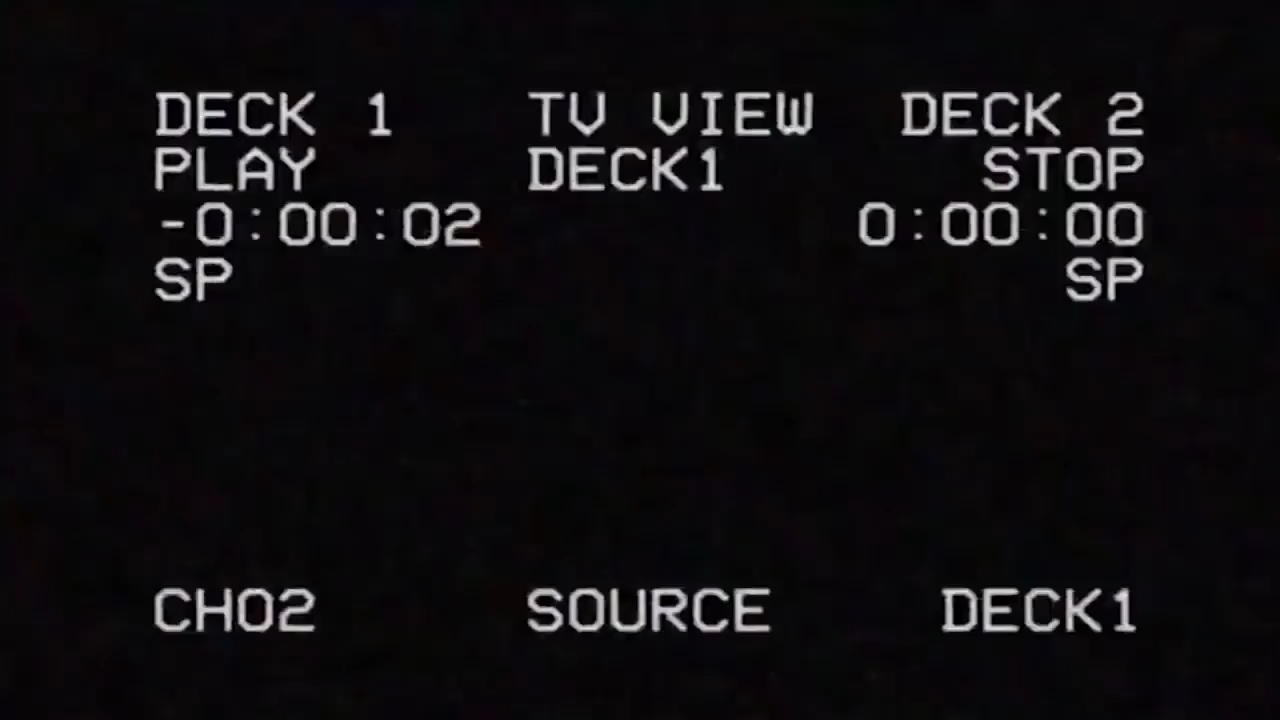 DECK 1 TV VIEW DECK 2
PLAY DECK1 STOP
-0:00:02 0:00:00
SP SP
CH02 SOURCE DECK1